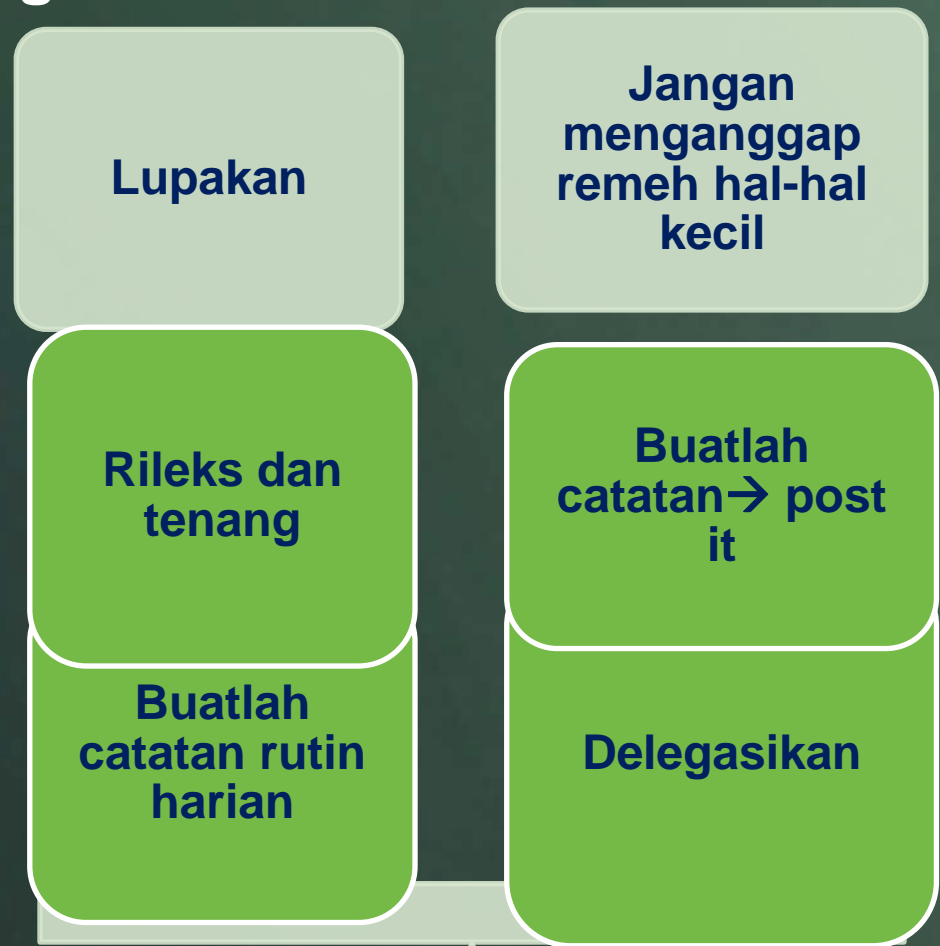 Lupakan
Jangan
menganggap
remeh hal-hal
kecil
Rileks dan
tenang
Buatlah
catatan→ post
it
Buatlah
catatan rutin
harian
Delegasikan